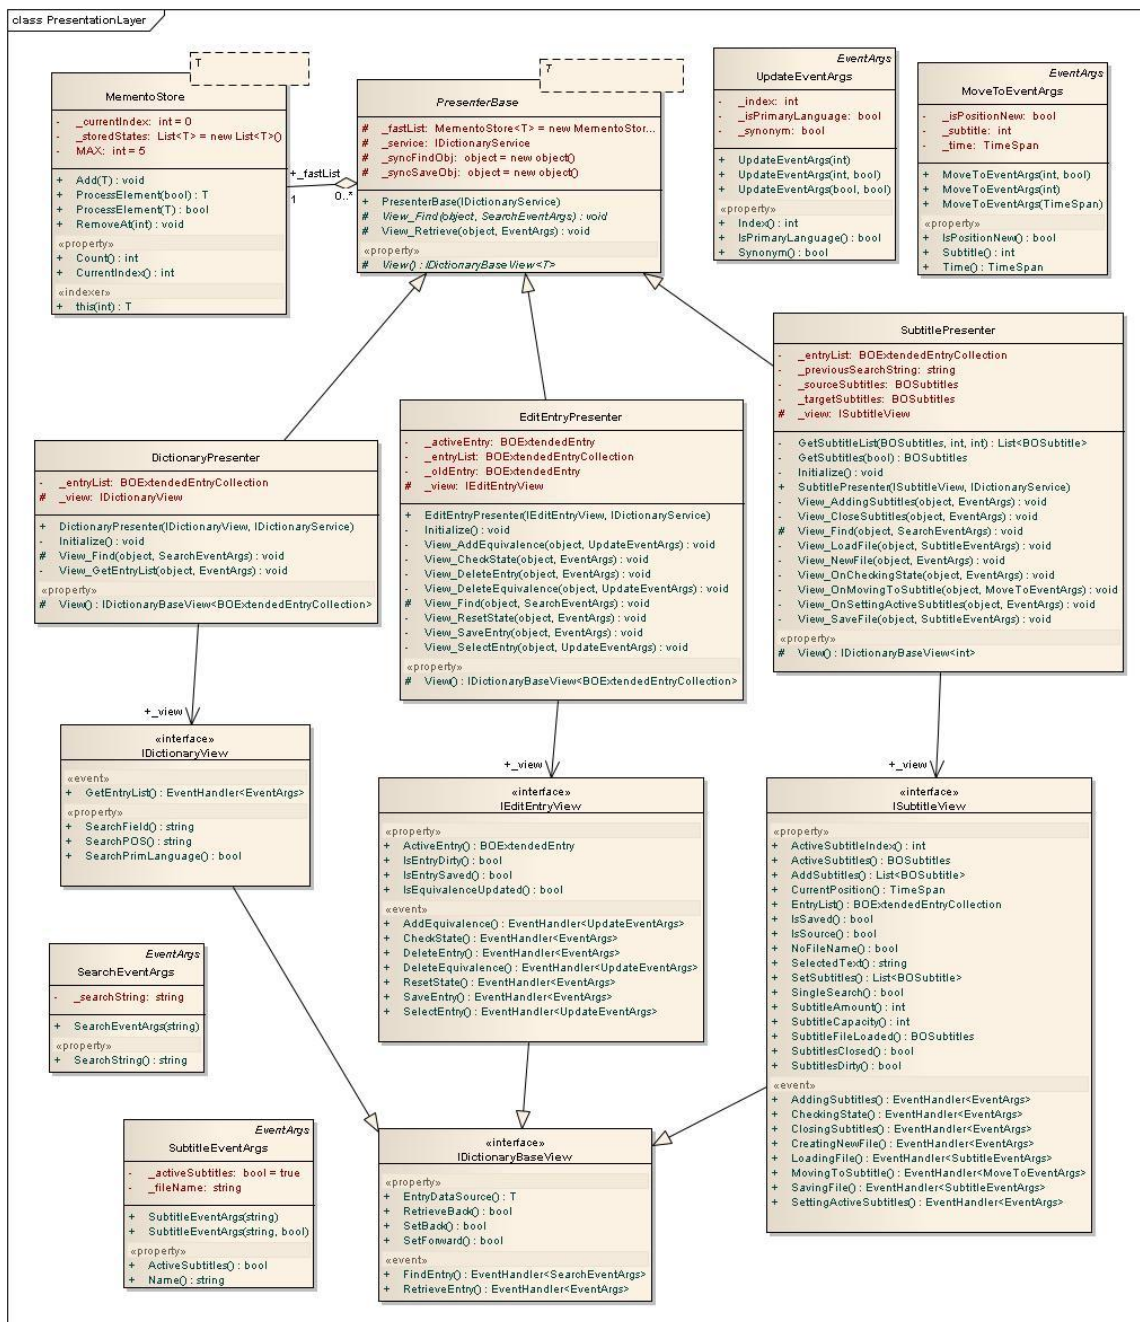 class PresentationLayer
T
MementoStore
- _currentIndex: int = 0
- _storedStates: List<T> = new List<T>()
- MAX: int = 5
+ Add(T) : void
+ ProcessElement(bool) : T
+ ProcessElement(T) : bool
+ RemoveAt(int) : void
«property»
+ Count() : int
+ CurrentIndex() : int
«indexer»
+ this(int) : T
+_fastList
1
0..*
T
PresenterBase
# _fastList: MementoStore<T> = new MementoStor...
# _service: IDictionaryService
# _syncFindObj: object = new object()
# _syncSaveObj: object = new object()
+ PresenterBase(IDictionaryService)
# View_Find(object, SearchEventArgs) : void
# View_Retrieve(object, EventArgs) : void
«property»
# View() : IDictionaryBaseView<T>
EventArgs
UpdateEventArgs
- _index: int
- _isPrimaryLanguage: bool
- _synonym: bool
+ UpdateEventArgs(int)
+ UpdateEventArgs(int, bool)
+ UpdateEventArgs(bool, bool)
«property»
+ Index() : int
+ IsPrimaryLanguage() : bool
+ Synonym() : bool
EventArgs
MoveToEventArgs
- _isPositionNew: bool
- _subtitle: int
- _time: TimeSpan
+ MoveToEventArgs(int, bool)
+ MoveToEventArgs(int)
+ MoveToEventArgs(TimeSpan)
«property»
+ IsPositionNew() : bool
+ Subtitle() : int
+ Time() : TimeSpan
DictionaryPresenter
- _entryList: BOExtendedEntryCollection
# _view: IDictionaryView
+ DictionaryPresenter(IDictionaryView, IDictionaryService)
- Initialize() : void
# View_Find(object, SearchEventArgs) : void
- View_GetEntryList(object, EventArgs) : void
«property»
# View() : IDictionaryBaseView<BOExtendedEntryCollection>
EditEntryPresenter
- _activeEntry: BOExtendedEntry
- _entryList: BOExtendedEntryCollection
- _oldEntry: BOExtendedEntry
# _view: IEditEntryView
+ EditEntryPresenter(IEditEntryView, IDictionaryService)
- Initialize() : void
- View_AddEquivalence(object, UpdateEventArgs) : void
- View_CheckState(object, EventArgs) : void
- View_DeleteEntry(object, EventArgs) : void
- View_DeleteEquivalence(object, UpdateEventArgs) : void
# View_Find(object, SearchEventArgs) : void
- View_ResetState(object, EventArgs) : void
- View_SaveEntry(object, EventArgs) : void
- View_SelectEntry(object, UpdateEventArgs) : void
«property»
# View() : IDictionaryBaseView<BOExtendedEntryCollection>
SubtitlePresenter
- _entryList: BOExtendedEntryCollection
- _previousSearchString: string
- _sourceSubtitles: BOSubtitles
- _targetSubtitles: BOSubtitles
# _view: ISubtitleView
- GetSubtitleList(BOSubtitles, int, int) : List<BOSubtitle>
- GetSubtitles(bool) : BOSubtitles
- Initialize() : void
+ SubtitlePresenter(ISubtitleView, IDictionaryService)
- View_AddingSubtitles(object, EventArgs) : void
- View_CloseSubtitles(object, EventArgs) : void
# View_Find(object, SearchEventArgs) : void
- View_LoadFile(object, SubtitleEventArgs) : void
- View_NewFile(object, EventArgs) : void
- View_OnCheckingState(object, EventArgs) : void
- View_OnMovingToSubtitle(object, MoveToEventArgs) : void
- View_OnSettingActiveSubtitles(object, EventArgs) : void
- View_SaveFile(object, SubtitleEventArgs) : void
«property»
# View() : IDictionaryBaseView<int>
+_view
+_view
+_view
«interface»
IDictionaryView
«event»
+ GetEntryList() : EventHandler<EventArgs>
«property»
+ SearchField() : string
+ SearchPOS() : string
+ SearchPrimLanguage() : bool
«interface»
IEditEntryView
«property»
+ ActiveEntry() : BOExtendedEntry
+ IsEntryDirty() : bool
+ IsEntrySaved() : bool
+ IsEquivalenceUpdated() : bool
«event»
+ AddEquivalence() : EventHandler<UpdateEventArgs>
+ CheckState() : EventHandler<EventArgs>
+ DeleteEntry() : EventHandler<EventArgs>
+ DeleteEquivalence() : EventHandler<UpdateEventArgs>
+ ResetState() : EventHandler<EventArgs>
+ SaveEntry() : EventHandler<EventArgs>
+ SelectEntry() : EventHandler<UpdateEventArgs>
«interface»
ISubtitleView
«property»
+ ActiveSubtitleIndex() : int
+ ActiveSubtitles() : BOSubtitles
+ AddSubtitles() : List<BOSubtitle>
+ CurrentPosition() : TimeSpan
+ EntryList() : BOExtendedEntryCollection
+ IsSaved() : bool
+ IsSource() : bool
+ NoFileName() : bool
+ SelectedText() : string
+ SetSubtitles() : List<BOSubtitle>
+ SingleSearch() : bool
+ SubtitleAmount() : int
+ SubtitleCapacity() : int
+ SubtitleFileLoaded() : BOSubtitles
+ SubtitlesClosed() : bool
+ SubtitlesDirty() : bool
«event»
+ AddingSubtitles() : EventHandler<EventArgs>
+ CheckingState() : EventHandler<EventArgs>
+ ClosingSubtitles() : EventHandler<EventArgs>
+ CreatingNewFile() : EventHandler<EventArgs>
+ LoadingFile() : EventHandler<SubtitleEventArgs>
+ MovingToSubtitle() : EventHandler<MoveToEventArgs>
+ SavingFile() : EventHandler<SubtitleEventArgs>
+ SettingActiveSubtitles() : EventHandler<EventArgs>
EventArgs
SearchEventArgs
- _searchString: string
+ SearchEventArgs(string)
«property»
+ SearchString() : string
EventArgs
SubtitleEventArgs
- _activeSubtitles: bool = true
- _fileName: string
+ SubtitleEventArgs(string)
+ SubtitleEventArgs(string, bool)
«property»
+ ActiveSubtitles() : bool
+ Name() : string
«interface»
IDictionaryBaseView
«property»
+ EntryDataSource() : T
+ RetrieveBack() : bool
+ SetBack() : bool
+ SetForward() : bool
«event»
+ FindEntry() : EventHandler<SearchEventArgs>
+ RetrieveEntry() : EventHandler<EventArgs>